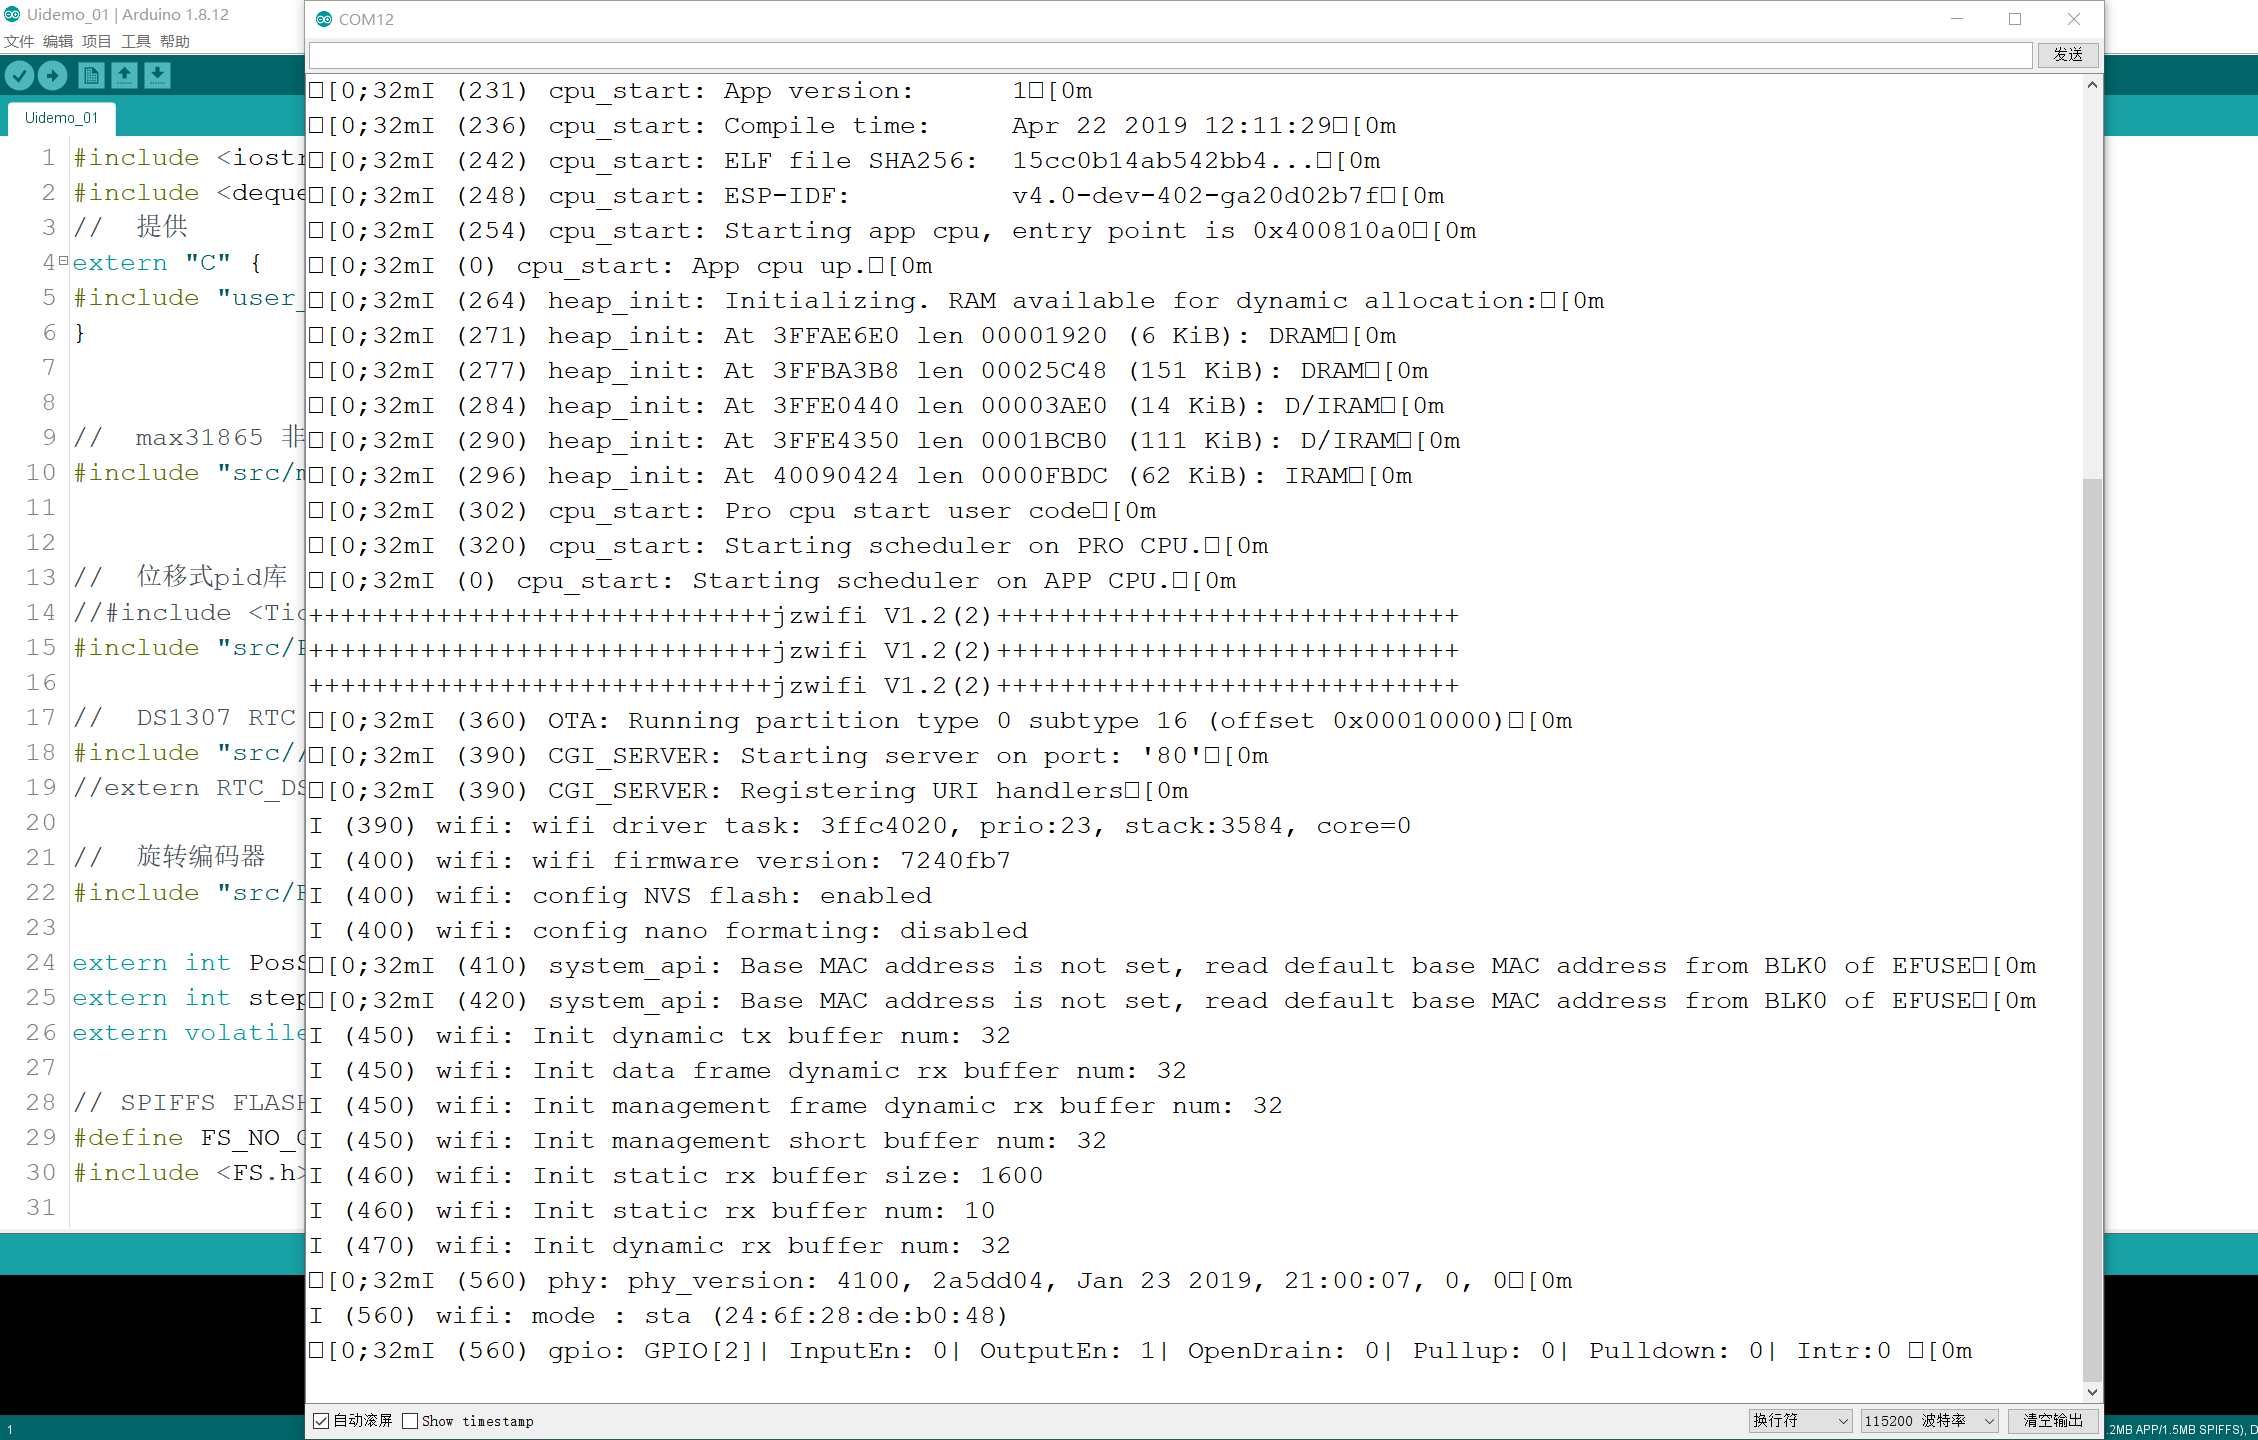 Uidemo_01 | Arduino 1.8.12
文件 编辑 项目 工具 帮助
Uidemo_01
1 #include <iostr
2 #include <deque
3 // 提供
4 extern "C" {
5 #include "user_
6 }
7
8
9 // max31865 非
10 #include "src/m
11
12
13 // 位移式pid库
14 //#include <Tic
15 #include "src/
16
17 // DS1307 RTC
18 #include "src//
19 //extern RTC_DS
20
21 // 旋转编码器
22 #include "src/
23
24 extern int PosS
25 extern int step
26 extern volatile
27
28 // SPIFFS FLASH
29 #define FS_NO_G
30 #include <FS.h>
31
1
COM12
发送
□[0;32mI (231) cpu_start: App version:      1□[0m
□[0;32mI (236) cpu_start: Compile time:     Apr 22 2019 12:11:29□[0m
□[0;32mI (242) cpu_start: ELF file SHA256:  15cc0b14ab542bb4...□[0m
□[0;32mI (248) cpu_start: ESP-IDF:          v4.0-dev-402-ga20d02b7f□[0m
□[0;32mI (254) cpu_start: Starting app cpu, entry point is 0x400810a0□[0m
□[0;32mI (0) cpu_start: App cpu up.□[0m
□[0;32mI (264) heap_init: Initializing. RAM available for dynamic allocation:□[0m
□[0;32mI (271) heap_init: At 3FFAE6E0 len 00001920 (6 KiB): DRAM□[0m
□[0;32mI (277) heap_init: At 3FFBA3B8 len 00025C48 (151 KiB): DRAM□[0m
□[0;32mI (284) heap_init: At 3FFE0440 len 00003AE0 (14 KiB): D/IRAM□[0m
□[0;32mI (290) heap_init: At 3FFE4350 len 0001BCB0 (111 KiB): D/IRAM□[0m
□[0;32mI (296) heap_init: At 40090424 len 0000FBDC (62 KiB): IRAM□[0m
□[0;32mI (302) cpu_start: Pro cpu start user code□[0m
□[0;32mI (320) cpu_start: Starting scheduler on PRO CPU.□[0m
□[0;32mI (0) cpu_start: Starting scheduler on APP CPU.□[0m
+++++++++++++++++++++++++++++jzwifi V1.2(2)+++++++++++++++++++++++++++++
+++++++++++++++++++++++++++++jzwifi V1.2(2)+++++++++++++++++++++++++++++
+++++++++++++++++++++++++++++jzwifi V1.2(2)+++++++++++++++++++++++++++++
□[0;32mI (360) OTA: Running partition type 0 subtype 16 (offset 0x00010000)□[0m
□[0;32mI (390) CGI_SERVER: Starting server on port: '80'□[0m
□[0;32mI (390) CGI_SERVER: Registering URI handlers□[0m
I (390) wifi: wifi driver task: 3ffc4020, prio:23, stack:3584, core=0
I (400) wifi: wifi firmware version: 7240fb7
I (400) wifi: config NVS flash: enabled
I (400) wifi: config nano formating: disabled
□[0;32mI (410) system_api: Base MAC address is not set, read default base MAC address from BLK0 of EFUSE□[0m
□[0;32mI (420) system_api: Base MAC address is not set, read default base MAC address from BLK0 of EFUSE□[0m
I (450) wifi: Init dynamic tx buffer num: 32
I (450) wifi: Init data frame dynamic rx buffer num: 32
I (450) wifi: Init management frame dynamic rx buffer num: 32
I (450) wifi: Init management short buffer num: 32
I (460) wifi: Init static rx buffer size: 1600
I (460) wifi: Init static rx buffer num: 10
I (470) wifi: Init dynamic rx buffer num: 32
□[0;32mI (560) phy: phy_version: 4100, 2a5dd04, Jan 23 2019, 21:00:07, 0, 0□[0m
I (560) wifi: mode : sta (24:6f:28:de:b0:48)
□[0;32mI (560) gpio: GPIO[2]| InputEn: 0| OutputEn: 1| OpenDrain: 0| Pullup: 0| Pulldown: 0| Intr:0 □[0m
自动滚屏 Show timestamp 换行符 115200 波特率 清空输出
.2MB APP/1.5MB SPIFFS), D